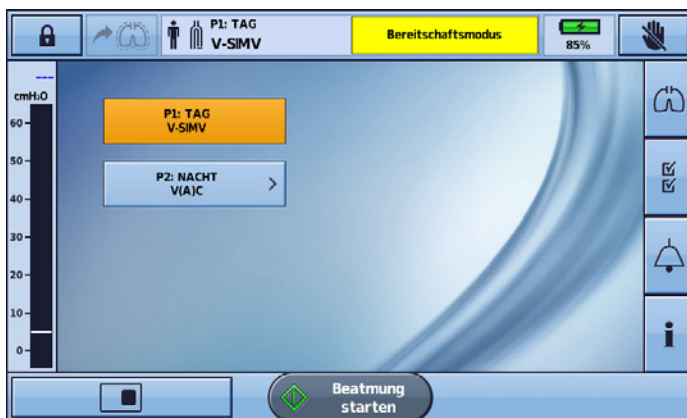 P1: TAG
V-SIMV
Bereitschaftsmodus
85%
---
cmH₂O
60
50
40
30
20
10
0
P1: TAG
V-SIMV
P2: NACHT
V(A)C
Beatmung
starten